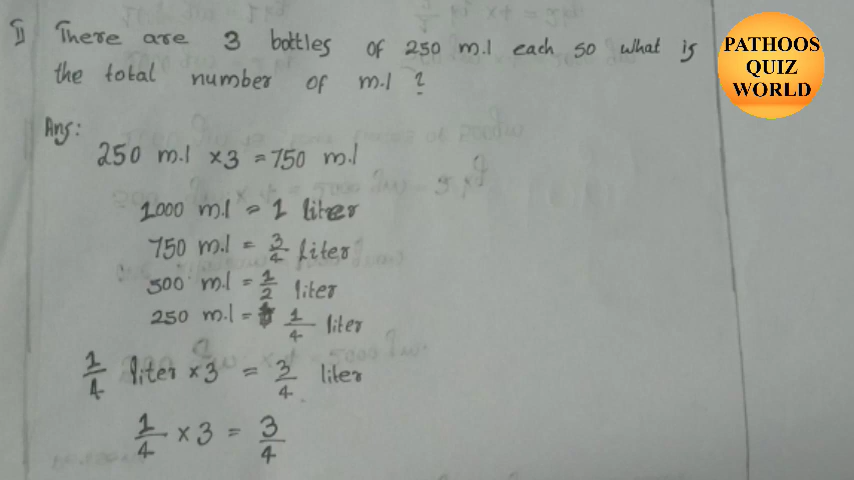 1) There are 3 bottles of 250 m.l each so what is
the total number of m.l ?
Ans:
250 m.l ×3 = 750 m.l
1000 m.l = 1 liter
750 m.l = 3/4 liter
500 m.l = 1/2 liter
250 m.l = 1/4 liter
1/4 liter ×3 = 3/4 liter
1/4 ×3 = 3/4
PATHOOS
QUIZ
WORLD